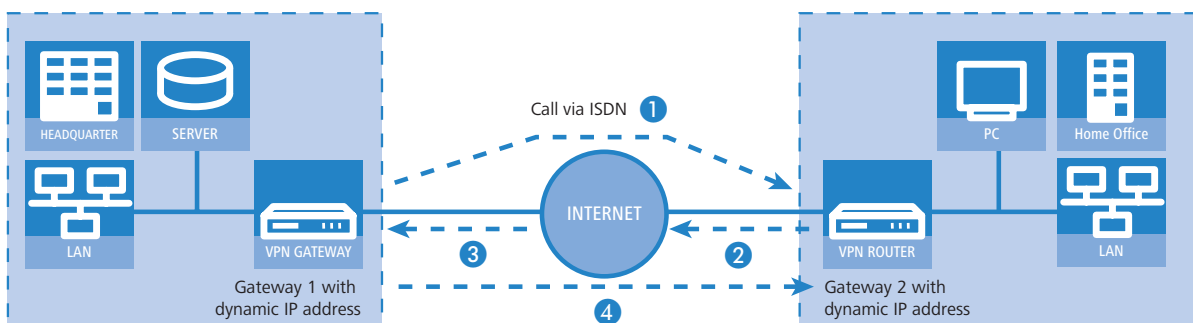 HEADQUARTER
SERVER
LAN
VPN GATEWAY
Gateway 1 with
dynamic IP address
Call via ISDN 1
INTERNET
3
2
4
PC
Home Office
VPN ROUTER
LAN
Gateway 2 with
dynamic IP address